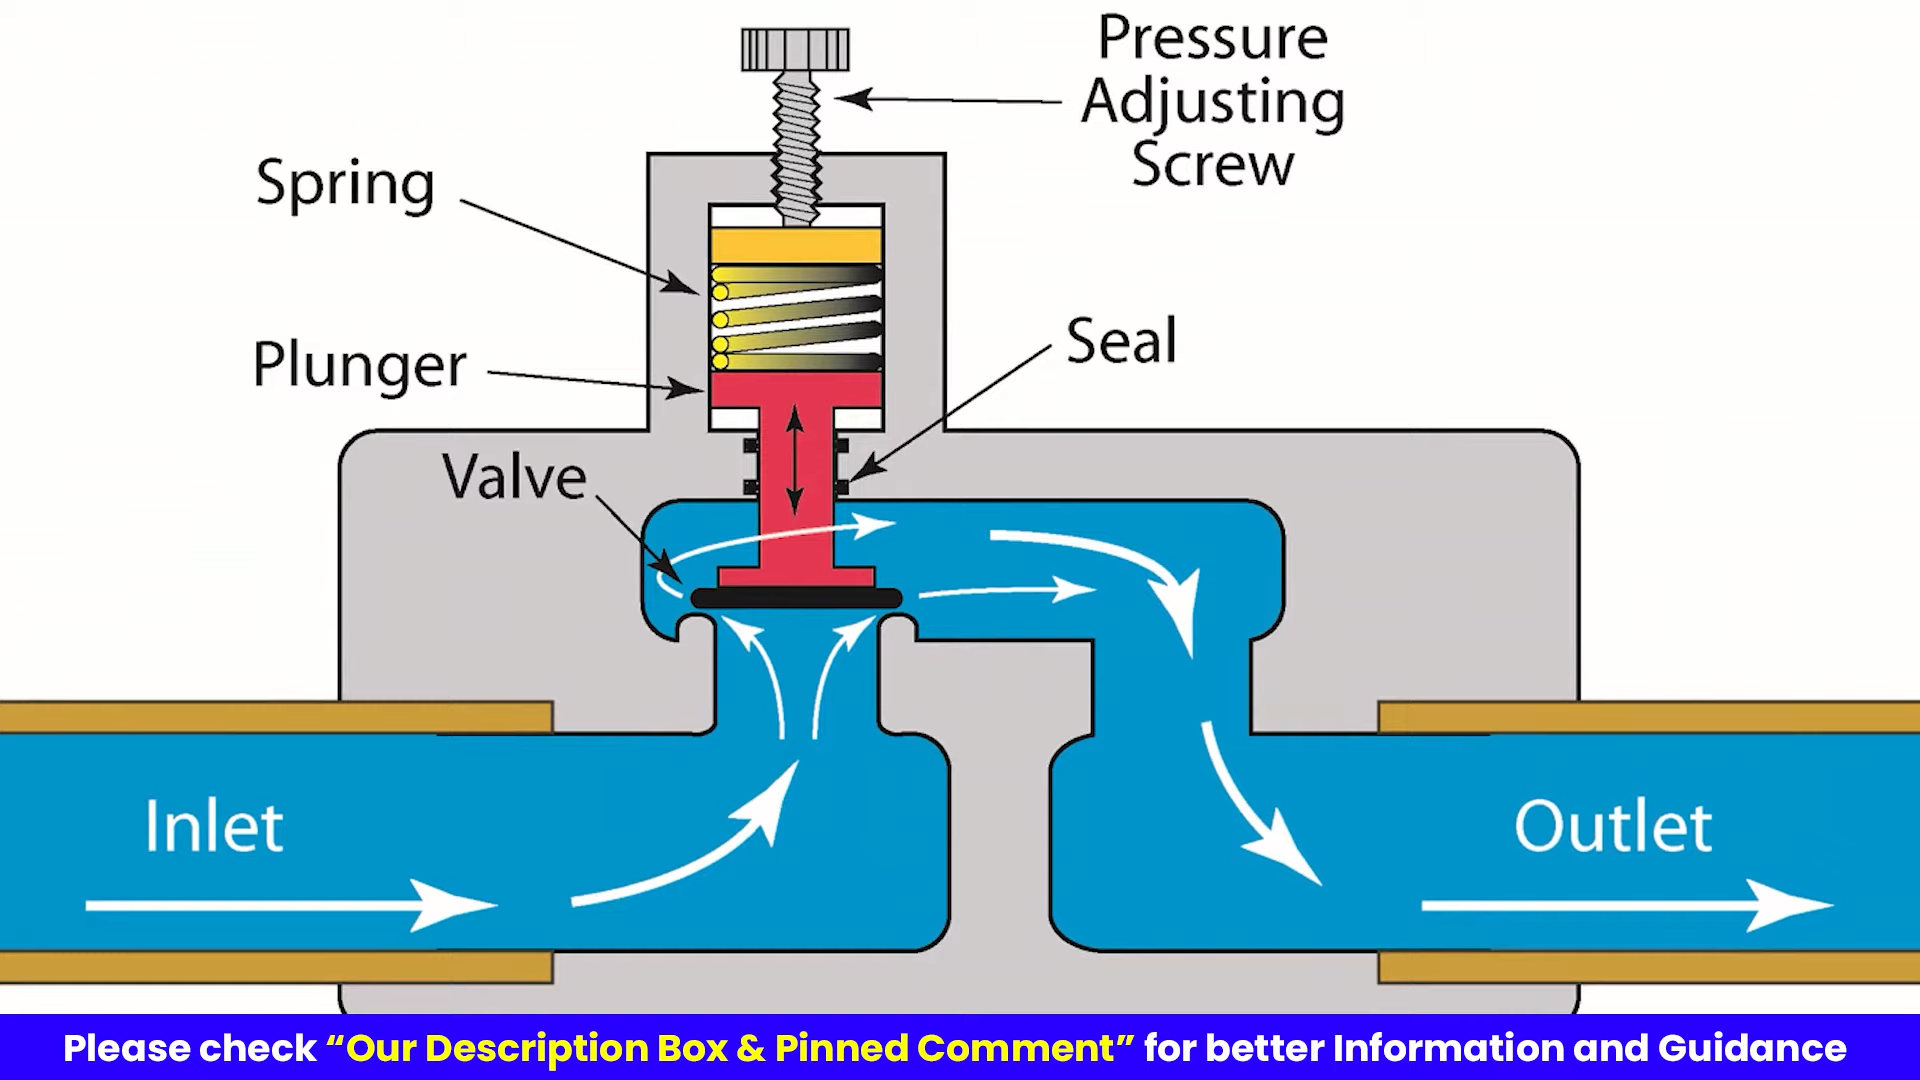 Pressure
Adjusting
Screw
Spring
Seal
Plunger
Valve
Inlet
Outlet
Please check “Our Description Box & Pinned Comment” for better Information and Guidance